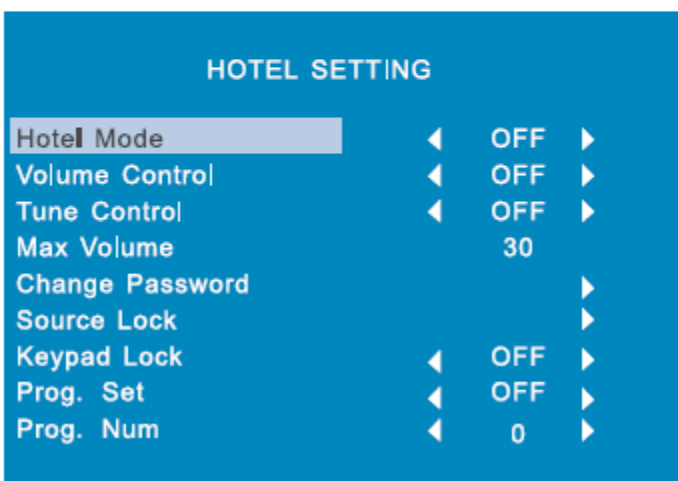 HOTEL SETTING
Hotel Mode OFF
Volume Control OFF
Tune Control OFF
Max Volume 30
Change Password
Source Lock
Keypad Lock OFF
Prog. Set OFF
Prog. Num 0